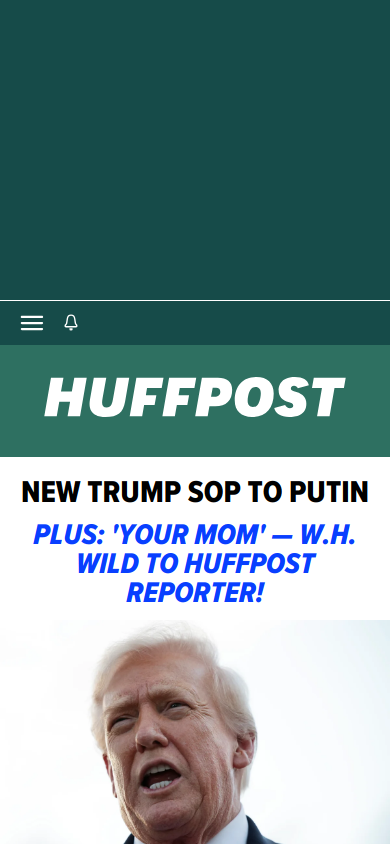 HUFFPOST
NEW TRUMP SOP TO PUTIN
PLUS: 'YOUR MOM' — W.H.
WILD TO HUFFPOST
REPORTER!